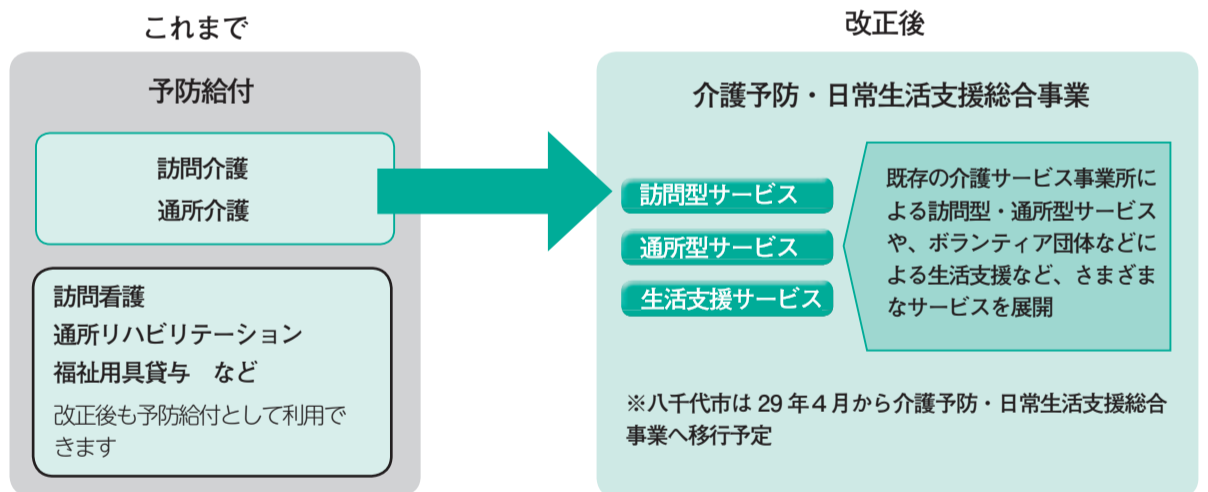 これまで
予防給付
訪問介護
通所介護
訪問看護
通所リハビリテーション
福祉用具貸与　など
改正後も予防給付として利用で
きます
改正後
介護予防・日常生活支援総合事業
訪問型サービス
通所型サービス
生活支援サービス
既存の介護サービス事業所に
よる訪問型・通所型サービス
や、ボランティア団体などに
よる生活支援など、さまざま
なサービスを展開
※八千代市は 29 年４月から介護予防・日常生活支援総合
事業へ移行予定